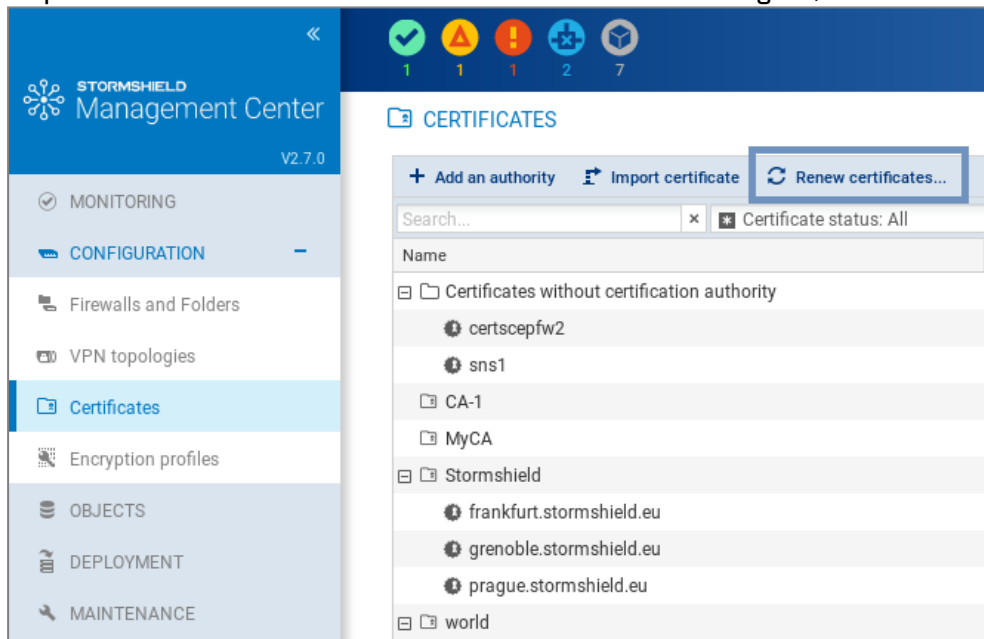 «
1 1 1 2 7
STORMSHIELD
Management Center
V2.7.0
CERTIFICATES
+ Add an authority Import certificate Renew certificates...
Search... × * Certificate status: All
Name
MONITORING
CONFIGURATION −
Firewalls and Folders
VPN topologies
Certificates
Encryption profiles
OBJECTS
DEPLOYMENT
MAINTENANCE
Certificates without certification authority
certscepfw2
sns1
CA-1
MyCA
Stormshield
frankfurt.stormshield.eu
grenoble.stormshield.eu
prague.stormshield.eu
world